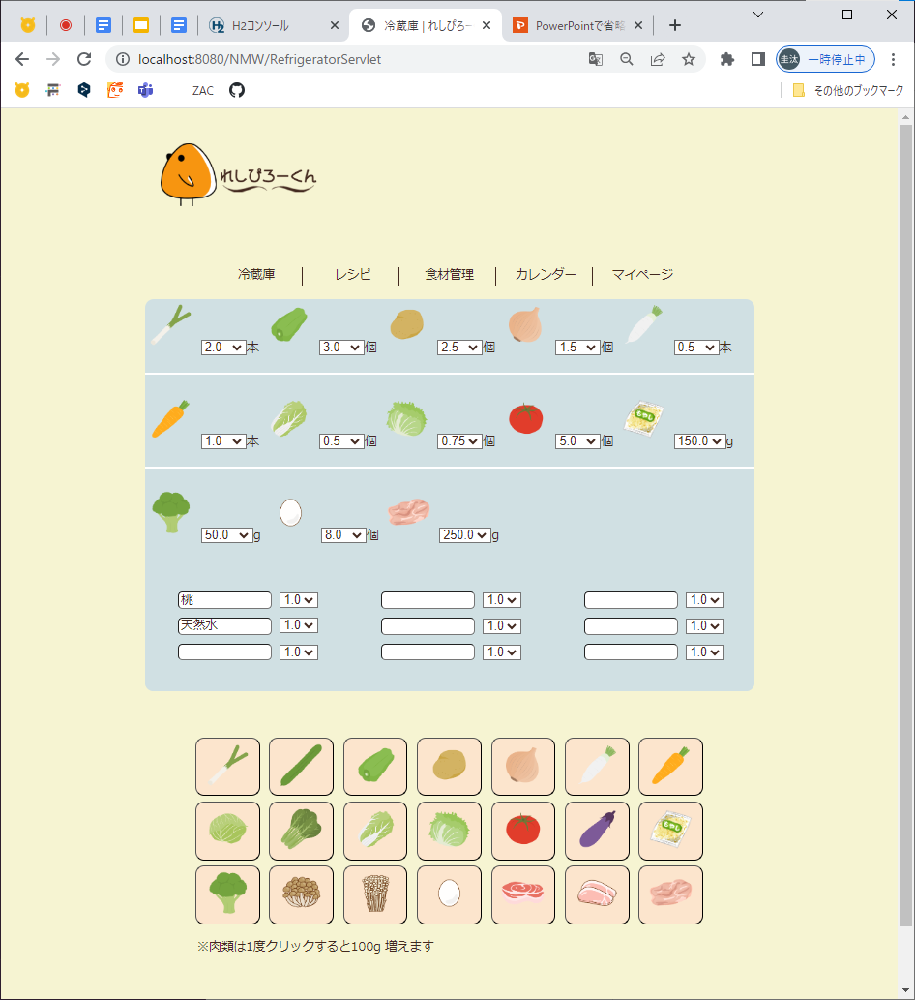 H2コンソール
冷蔵庫 | れしぴろー
PowerPointで省略
localhost:8080/NMW/RefrigeratorServlet
圭汰 一時停止中
ZAC
その他のブックマーク
れしぴろーくん
冷蔵庫 レシピ 食材管理 カレンダー マイページ
2.0 本 3.0 個 2.5 個 1.5 個 0.5 本
もやし
1.0 本 0.5 個 0.75 個 5.0 個 150.0 g
50.0 g 8.0 個 250.0 g
桃 1.0 1.0 1.0
天然水 1.0 1.0 1.0
1.0 1.0 1.0
もやし
※肉類は1度クリックすると100g 増えます